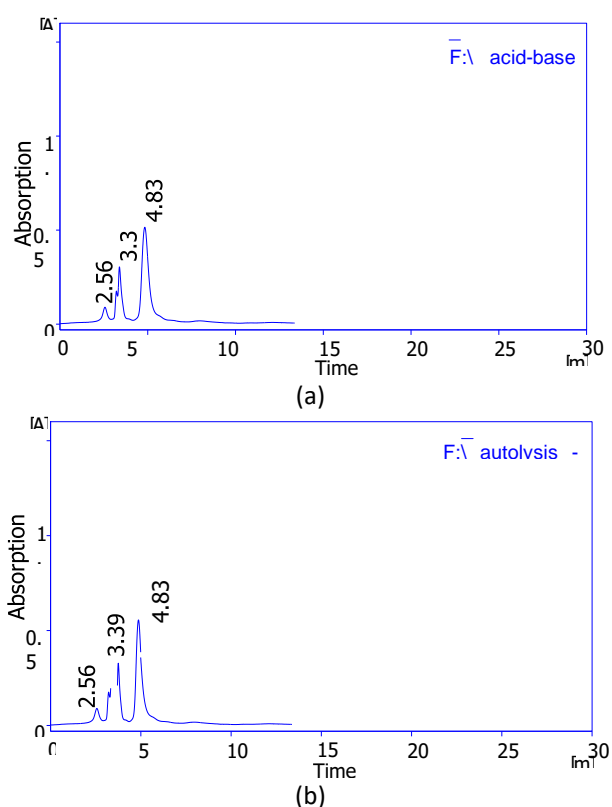 [A]
F:\ acid-base
Absorption
1
.
0.
5
0
2.56
3.3
4.83
0 5 10 15 20 25 30
Time
[m]
(a)
[A]
F:\ autolvsis -
Absorption
1
.
0.
5
0
2.56
3.39
4.83
0 5 10 15 20 25 30
Time
[m]
(b)